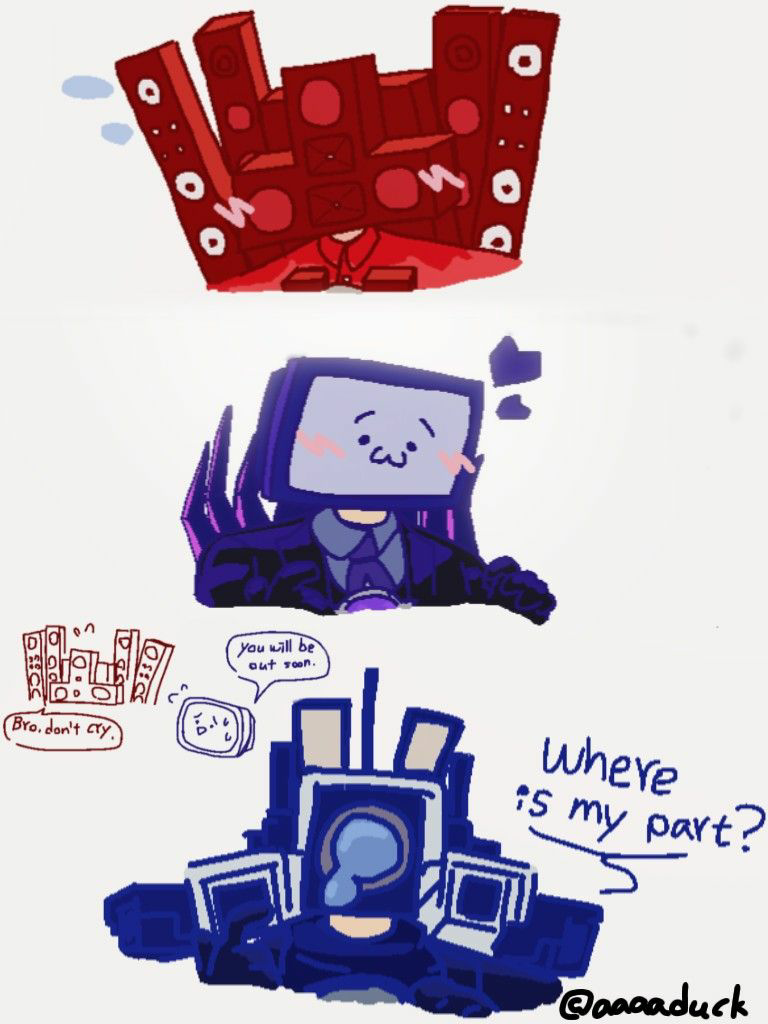 You will be
out soon.
Bro, don't cry.
Where
is my part?
@aaaaduck